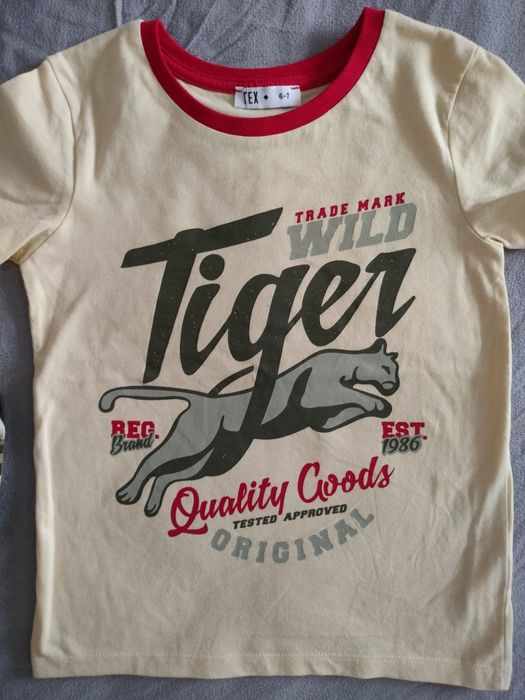 TEX ◆ 6-7
TRADE MARK
WILD
Tiger
REG.
Brand
EST.
1986
Quality Goods
TESTED APPROVED
ORIGINAL